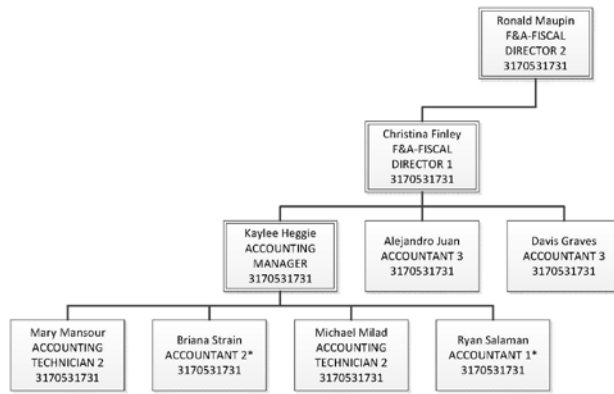 Ronald Maupin
F&A-FISCAL
DIRECTOR 2
3170531731
Christina Finley
F&A-FISCAL
DIRECTOR 1
3170531731
Kaylee Heggie
ACCOUNTING
MANAGER
3170531731
Alejandro Juan
ACCOUNTANT 3
3170531731
Davis Graves
ACCOUNTANT 3
3170531731
Mary Mansour
ACCOUNTING
TECHNICIAN 2
3170531731
Briana Strain
ACCOUNTANT 2*
3170531731
Michael Milad
ACCOUNTING
TECHNICIAN 2
3170531731
Ryan Salaman
ACCOUNTANT 1*
3170531731